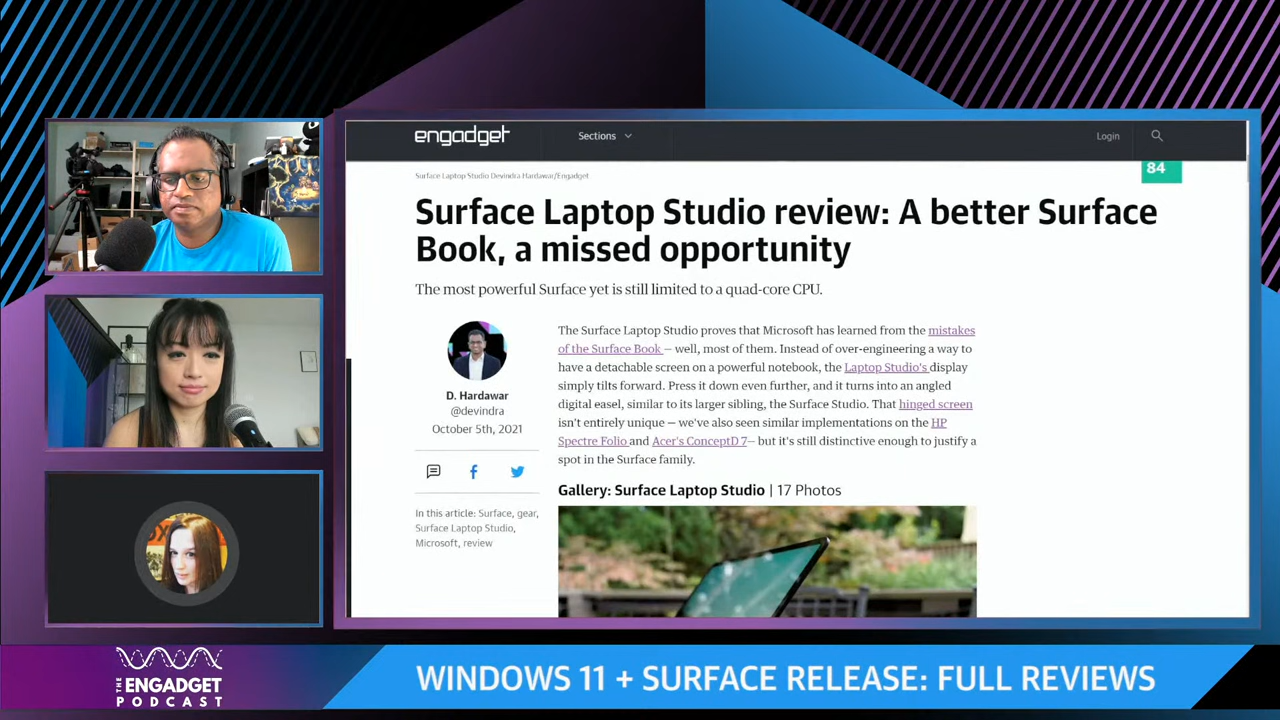 engadget
Sections
Login
84
Surface Laptop Studio Devindra Hardawar/Engadget
Surface Laptop Studio review: A better Surface
Book, a missed opportunity
The most powerful Surface yet is still limited to a quad-core CPU.
D. Hardawar
@devindra
October 5th, 2021
In this article: Surface, gear,
Surface Laptop Studio,
Microsoft, review
The Surface Laptop Studio proves that Microsoft has learned from the mistakes
of the Surface Book — well, most of them. Instead of over-engineering a way to
have a detachable screen on a powerful notebook, the Laptop Studio's display
simply tilts forward. Press it down even further, and it turns into an angled
digital easel, similar to its larger sibling, the Surface Studio. That hinged screen
isn't entirely unique — we've also seen similar implementations on the HP
Spectre Folio and Acer's ConceptD 7— but it's still distinctive enough to justify a
spot in the Surface family.
Gallery: Surface Laptop Studio | 17 Photos
THE ENGADGET
PODCAST
WINDOWS 11 + SURFACE RELEASE: FULL REVIEWS